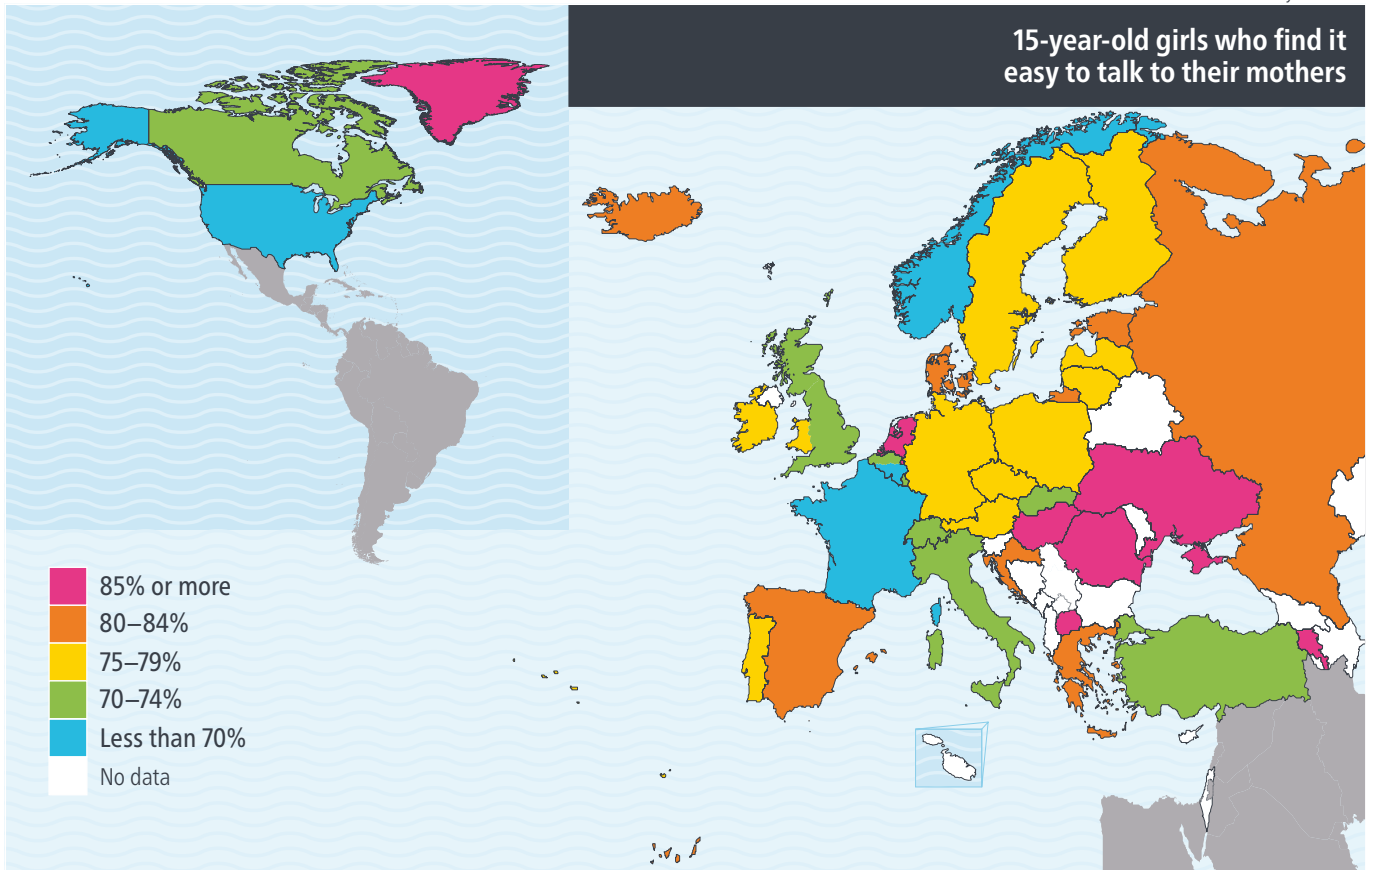 15-year-old girls who find it
easy to talk to their mothers
85% or more
80–84%
75–79%
70–74%
Less than 70%
No data